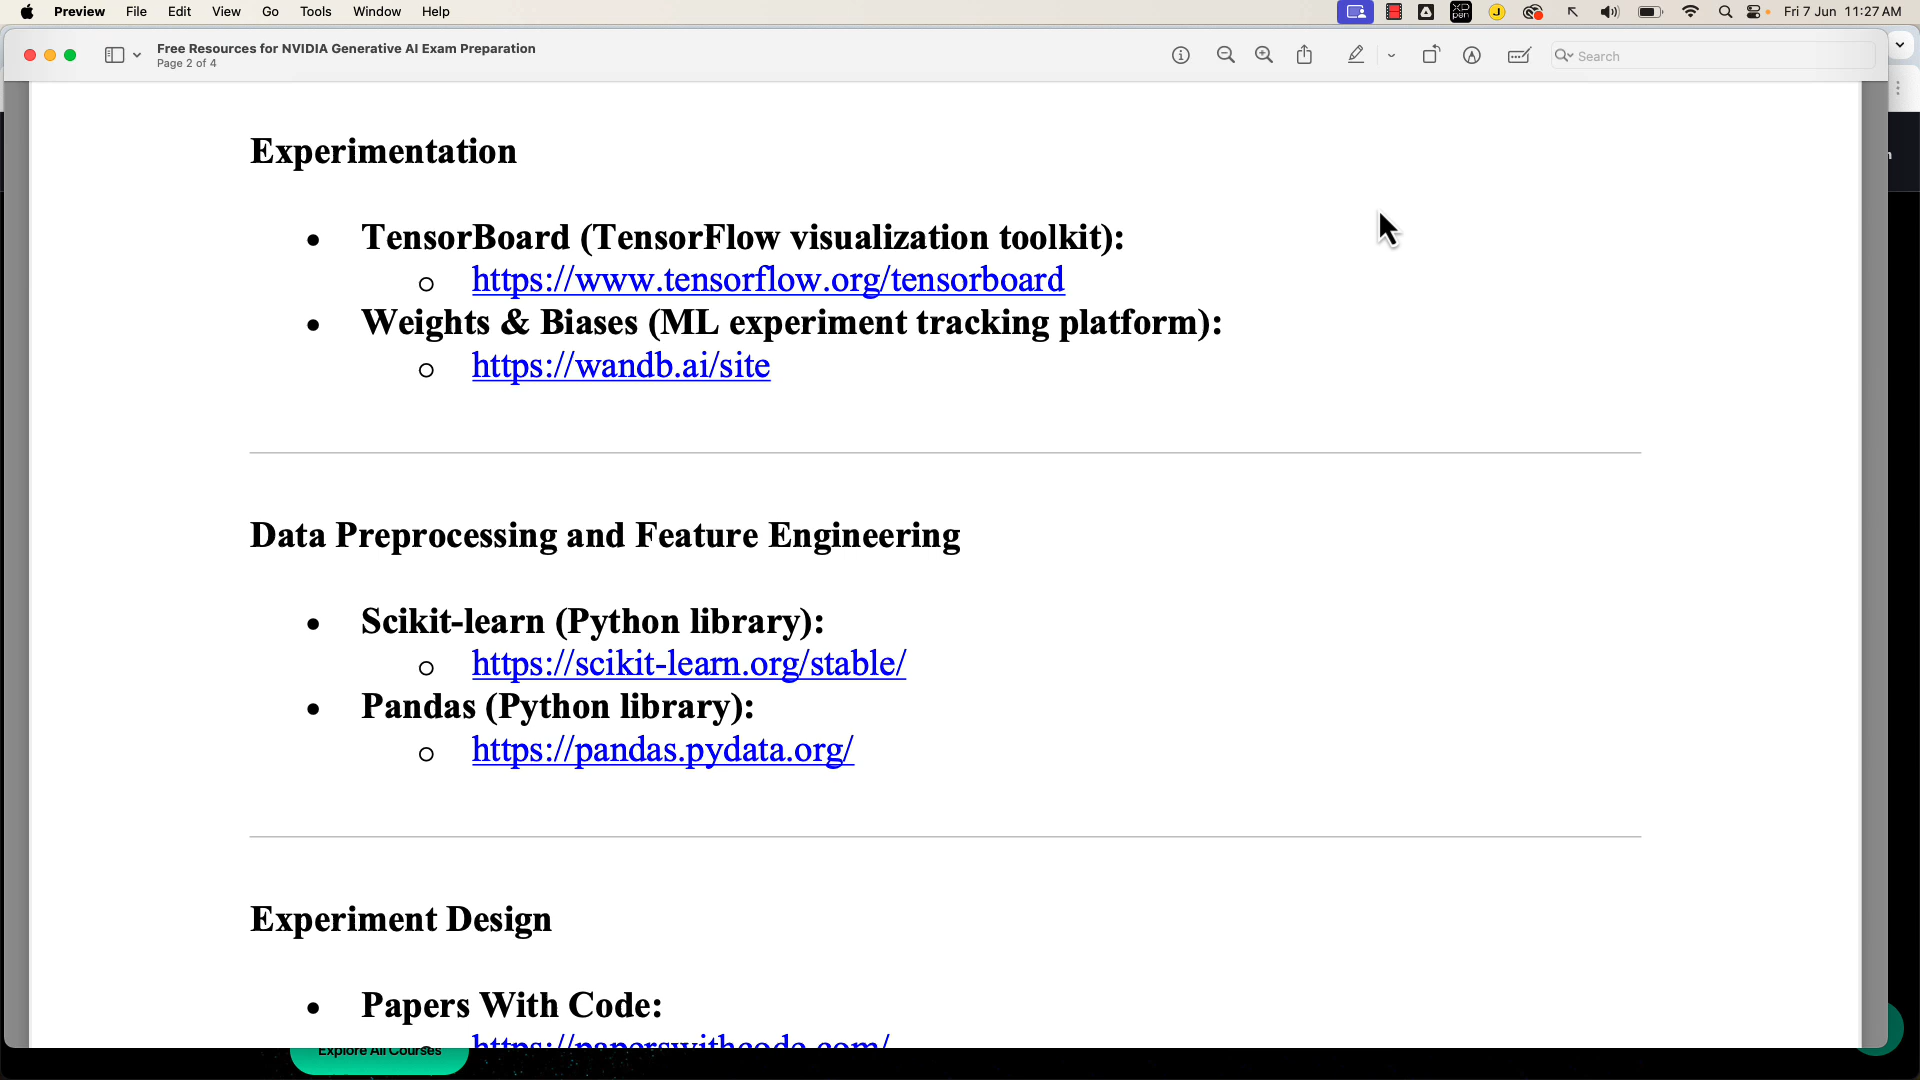 Preview File Edit View Go Tools Window Help
Fri 7 Jun 11:27 AM
Free Resources for NVIDIA Generative AI Exam Preparation
Page 2 of 4
Search
Experimentation
• TensorBoard (TensorFlow visualization toolkit):
o https://www.tensorflow.org/tensorboard
• Weights & Biases (ML experiment tracking platform):
o https://wandb.ai/site
Data Preprocessing and Feature Engineering
• Scikit-learn (Python library):
o https://scikit-learn.org/stable/
• Pandas (Python library):
o https://pandas.pydata.org/
Experiment Design
• Papers With Code:
https://paperswithcode.com/
Explore All Courses